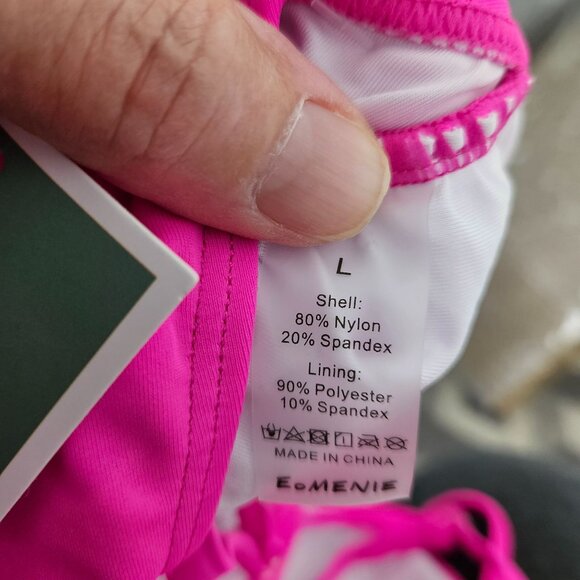 L
Shell:
80% Nylon
20% Spandex
Lining:
90% Polyester
10% Spandex
MADE IN CHINA
EOMENIE